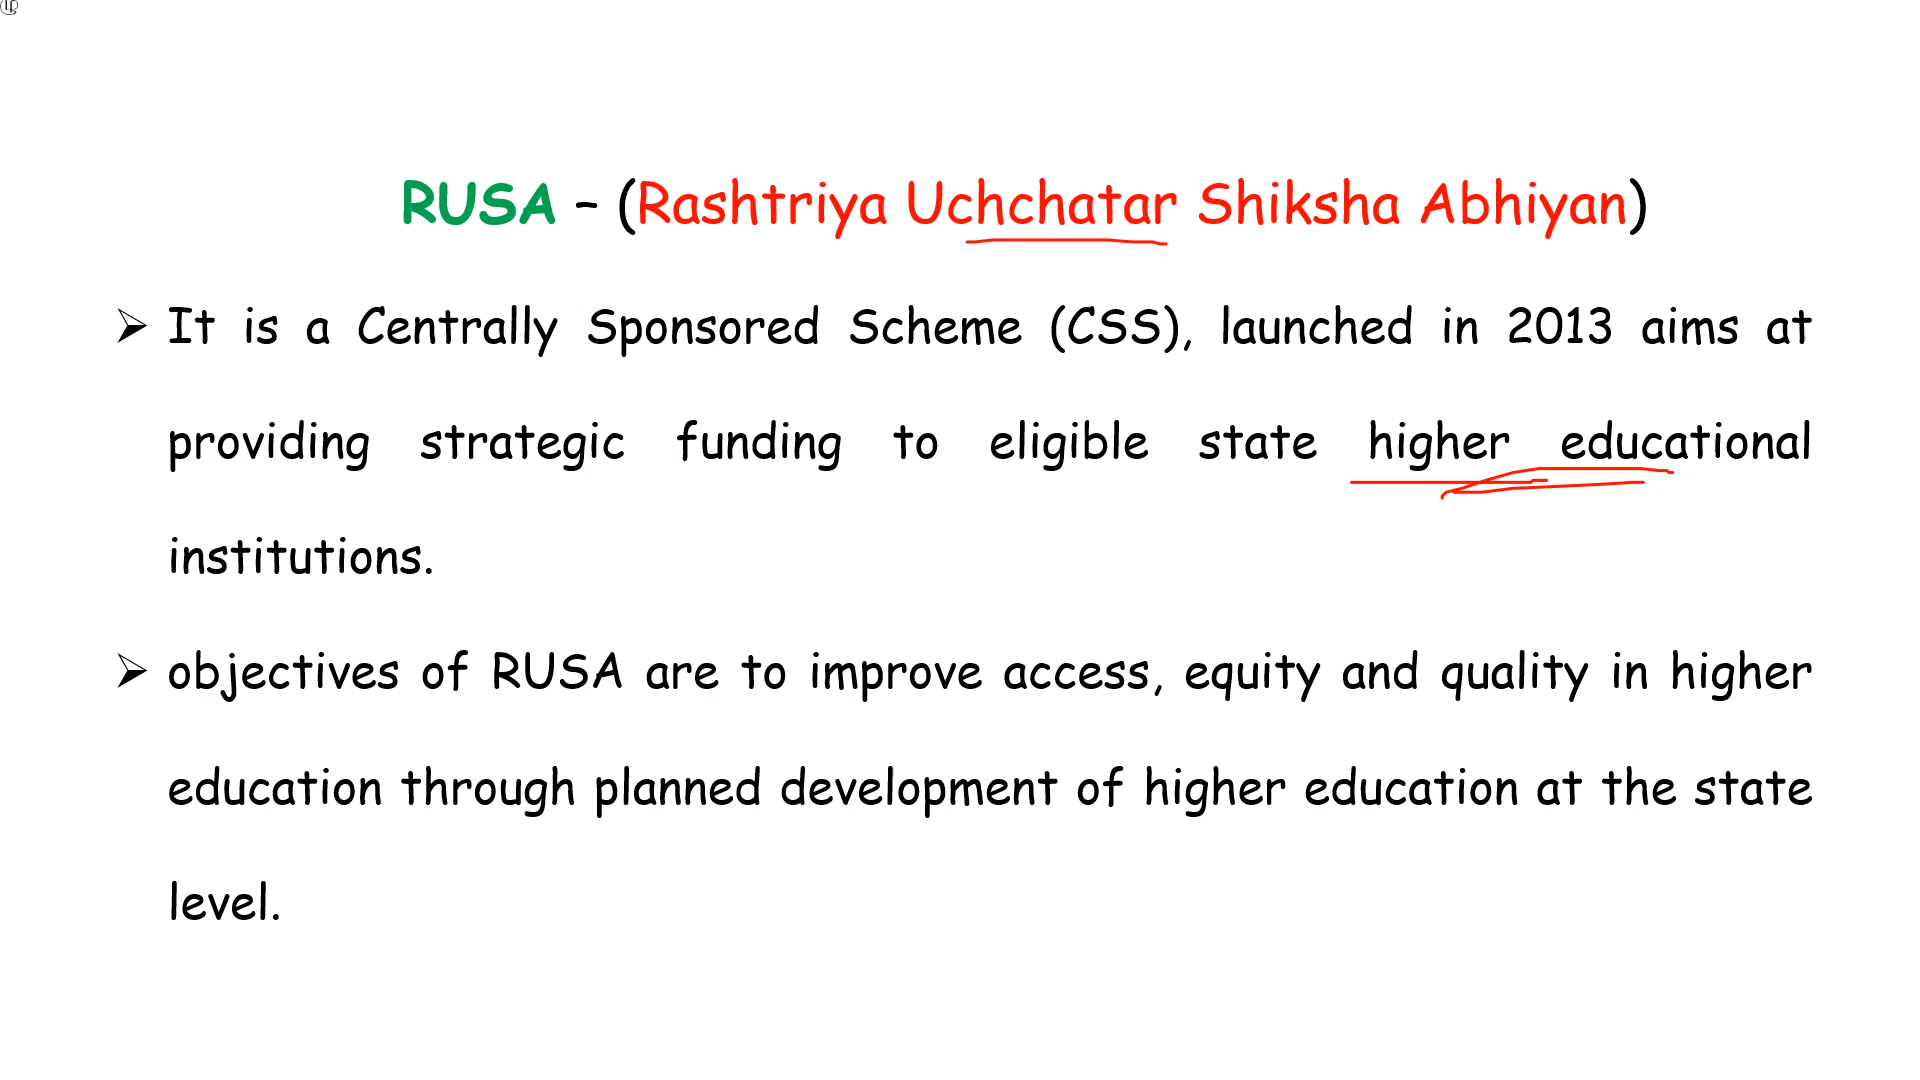 RUSA – (Rashtriya Uchchatar Shiksha Abhiyan)
➢ It is a Centrally Sponsored Scheme (CSS), launched in 2013 aims at
providing strategic funding to eligible state higher educational
institutions.
➢ objectives of RUSA are to improve access, equity and quality in higher
education through planned development of higher education at the state
level.